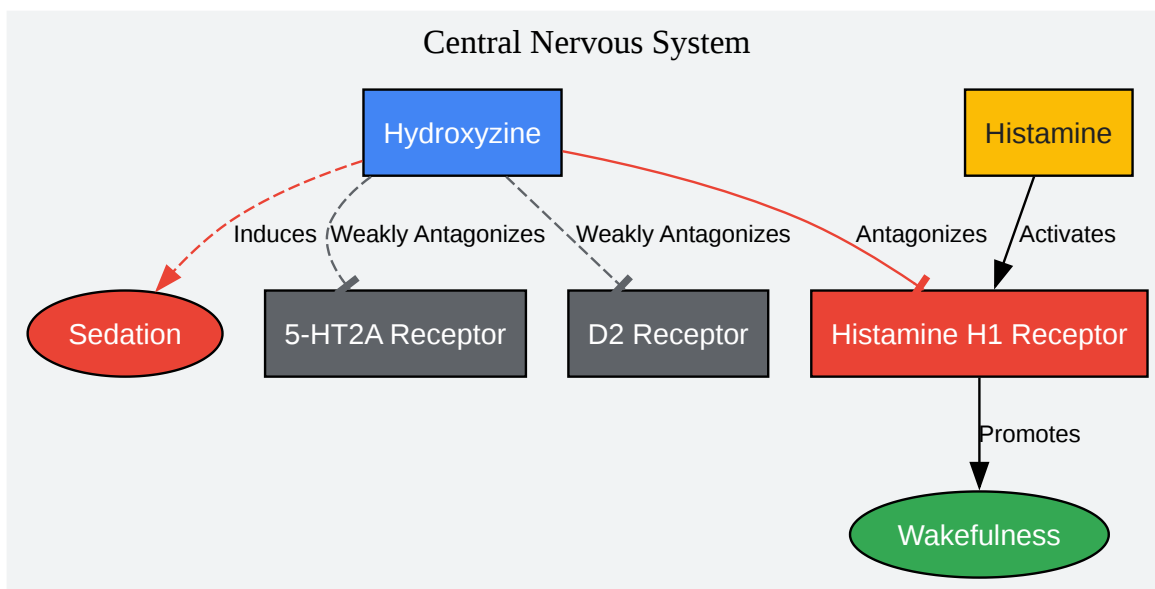 Central Nervous System
Hydroxyzine
Histamine
Induces
Weakly Antagonizes
Weakly Antagonizes
Antagonizes
Activates
Sedation
5-HT2A Receptor
D2 Receptor
Histamine H1 Receptor
Promotes
Wakefulness